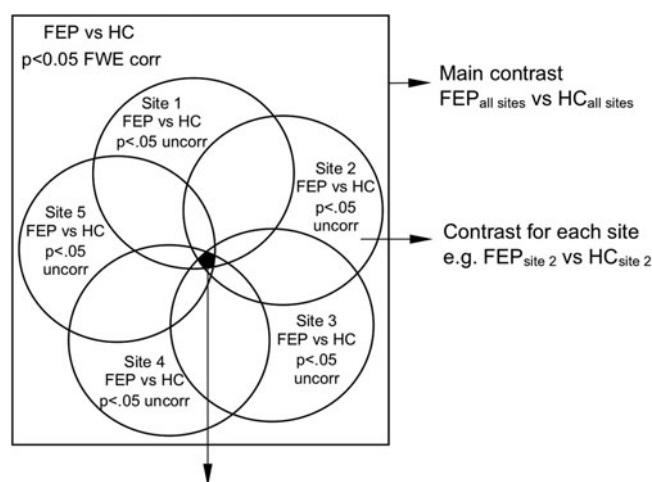 FEP vs HC
p<0.05 FWE corr
Site 1
FEP vs HC
p<.05 uncorr
Site 2
FEP vs HC
p<.05
uncorr
Site 5
FEP vs HC
p<.05
uncorr
Site 3
FEP vs HC
p<.05
uncorr
Site 4
FEP vs HC
p<.05 uncorr
Main contrast
FEPall sites vs HCall sites
Contrast for each site
e.g. FEPsite 2 vs HCsite 2